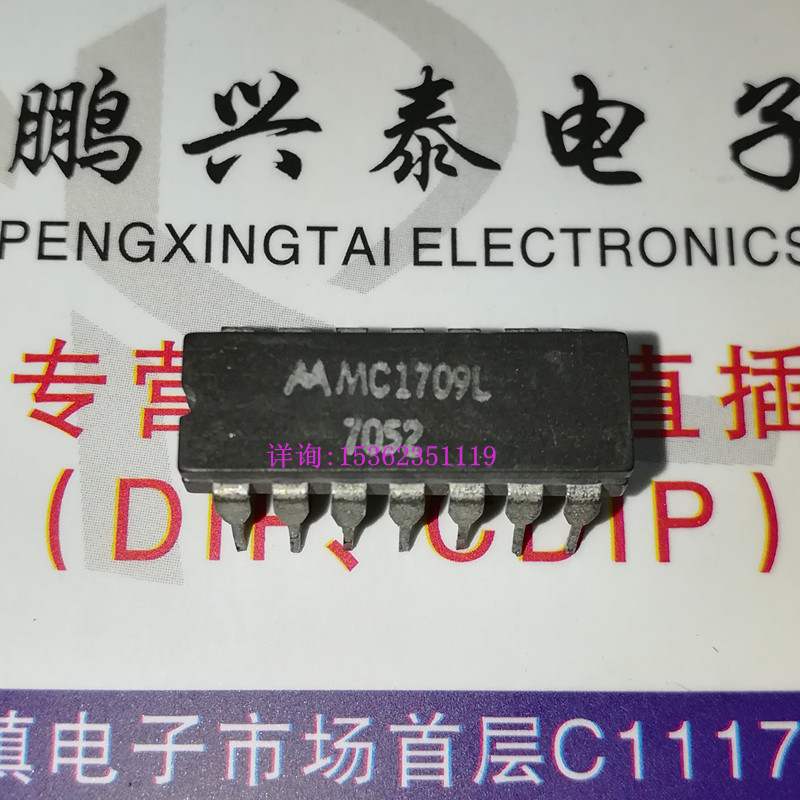 鹏兴泰电子
PENGXINGTAI ELECTRONICS
专营 直插
MC1709L
7052
详询:15362351119
(DIP、CDIP)
镇电子市场首层C1117